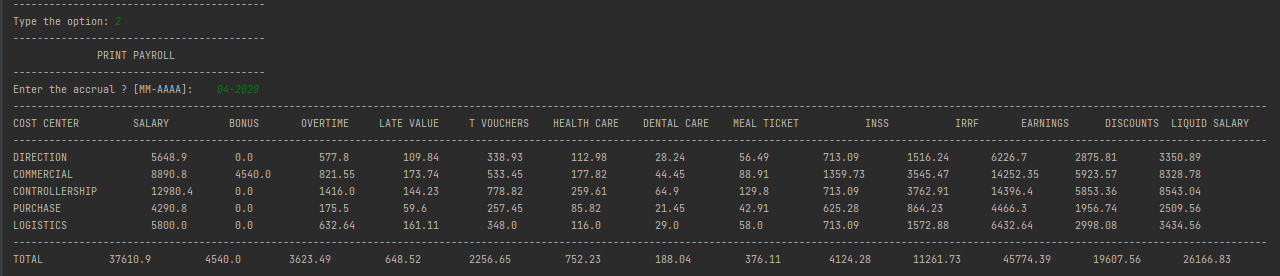 -------------------------------------------
Type the option: 2
-------------------------------------------
PRINT PAYROLL
-------------------------------------------
Enter the accrual ? [MM-AAAA]: 04-2020
COST CENTER SALARY BONUS OVERTIME LATE VALUE T VOUCHERS HEALTH CARE DENTAL CARE MEAL TICKET INSS IRRF EARNINGS DISCOUNTS LIQUID SALARY
DIRECTION 5648.9 0.0 577.8 109.84 338.93 112.98 28.24 56.49 713.09 1516.24 6226.7 2875.81 3350.89
COMMERCIAL 8890.8 4540.0 821.55 173.74 533.45 177.82 44.45 88.91 1359.73 3545.47 14252.35 5923.57 8328.78
CONTROLLERSHIP 12980.4 0.0 1416.0 144.23 778.82 259.61 64.9 129.8 713.09 3762.91 14396.4 5853.36 8543.04
PURCHASE 4290.8 0.0 175.5 59.6 257.45 85.82 21.45 42.91 625.28 864.23 4466.3 1956.74 2509.56
LOGISTICS 5800.0 0.0 632.64 161.11 348.0 116.0 29.0 58.0 713.09 1572.88 6432.64 2998.08 3434.56
TOTAL 37610.9 4540.0 3623.49 648.52 2256.65 752.23 188.04 376.11 4124.28 11261.73 45774.39 19607.56 26166.83